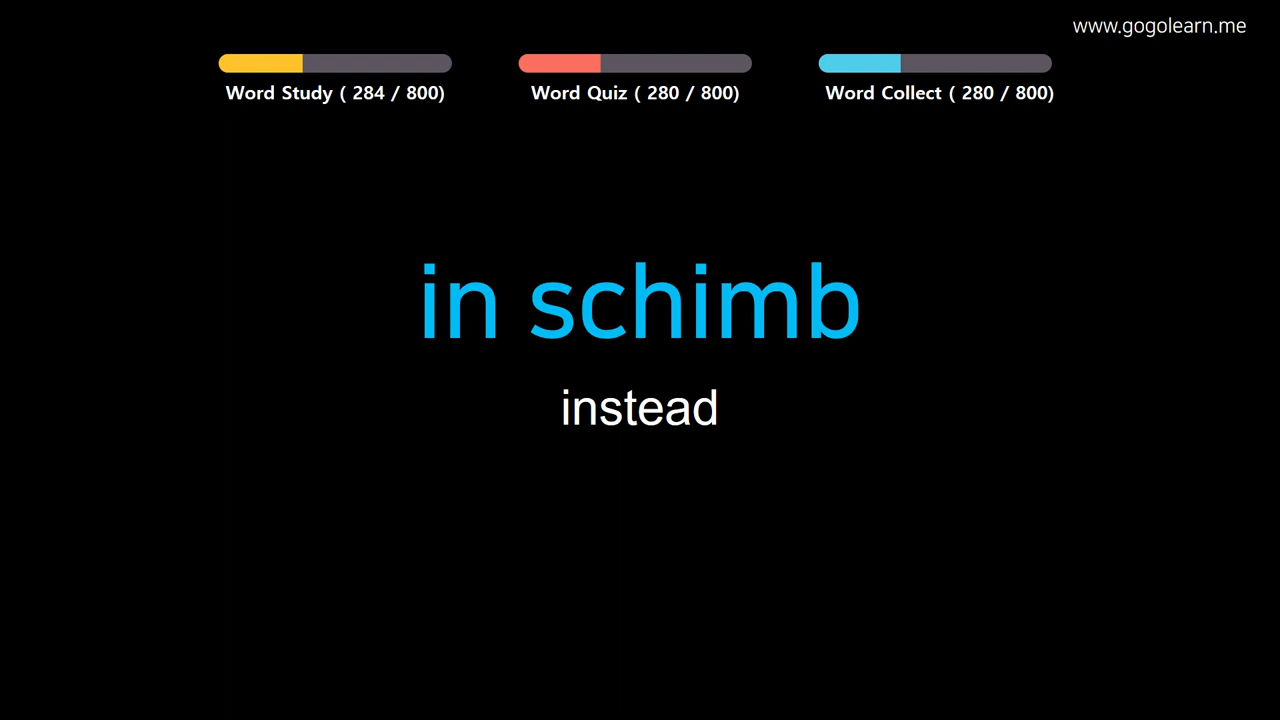 www.gogolearn.me
Word Study ( 284 / 800)
Word Quiz ( 280 / 800)
Word Collect ( 280 / 800)
in schimb
instead